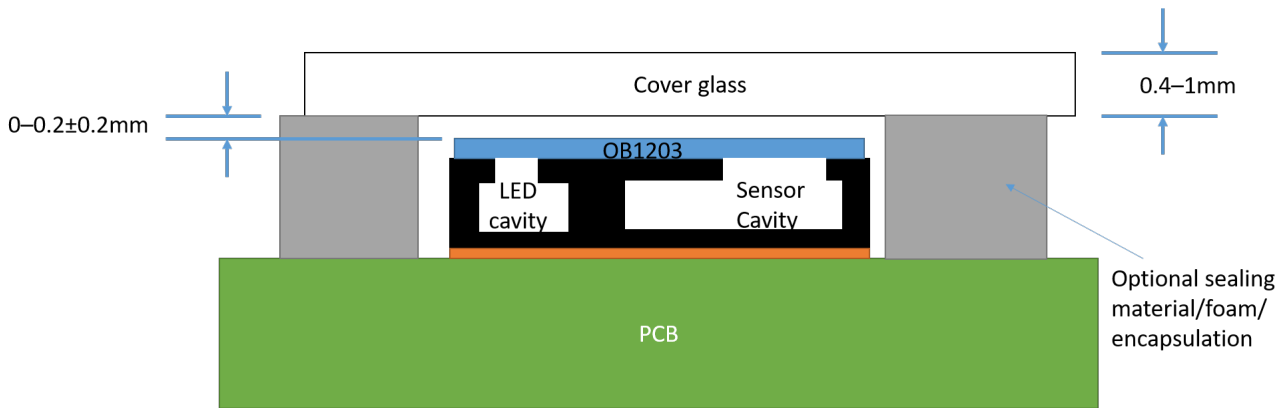 Cover glass
0.4–1mm
0–0.2±0.2mm
OB1203
LED
cavity
Sensor
Cavity
Optional sealing
material/foam/
encapsulation
PCB